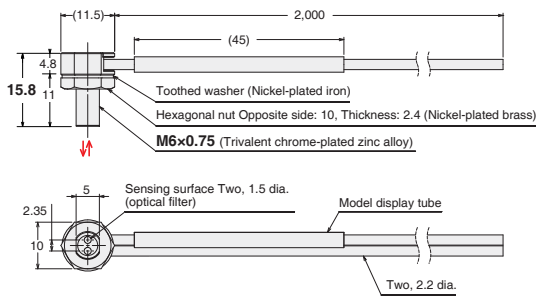 (11.5)
2,000
(45)
4.8
15.8
11
Toothed washer (Nickel-plated iron)
Hexagonal nut Opposite side: 10, Thickness: 2.4 (Nickel-plated brass)
M6×0.75 (Trivalent chrome-plated zinc alloy)
5
Sensing surface Two, 1.5 dia.
(optical filter)
Model display tube
2.35
10
Two, 2.2 dia.